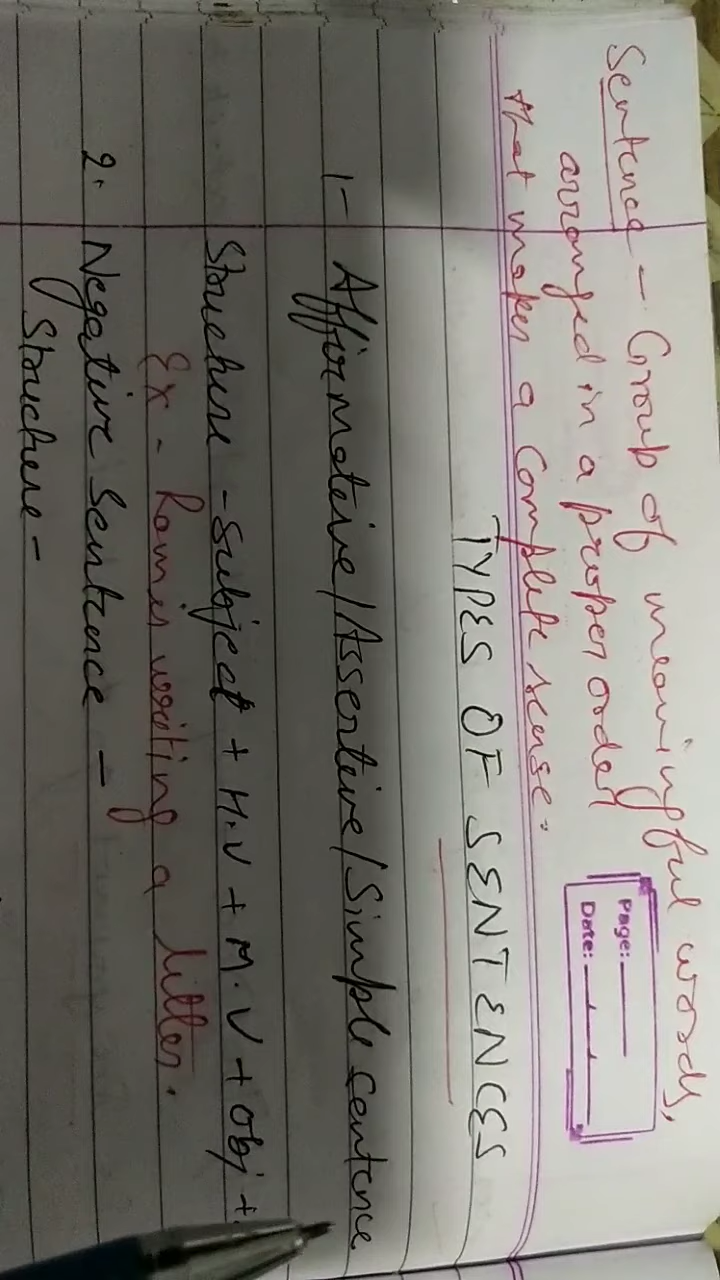 Sentence - Group of meaningful words,
arranged in a proper order
that makes a complete sense.
Page:
Date:
TYPES OF SENTENCES
1- Affirmative/Assertive/Simple Sentence
Structure - Subject + H.V + M.V + Obj +.
Ex - Ram is writing a letter.
2. Negative Sentence -
Structure -